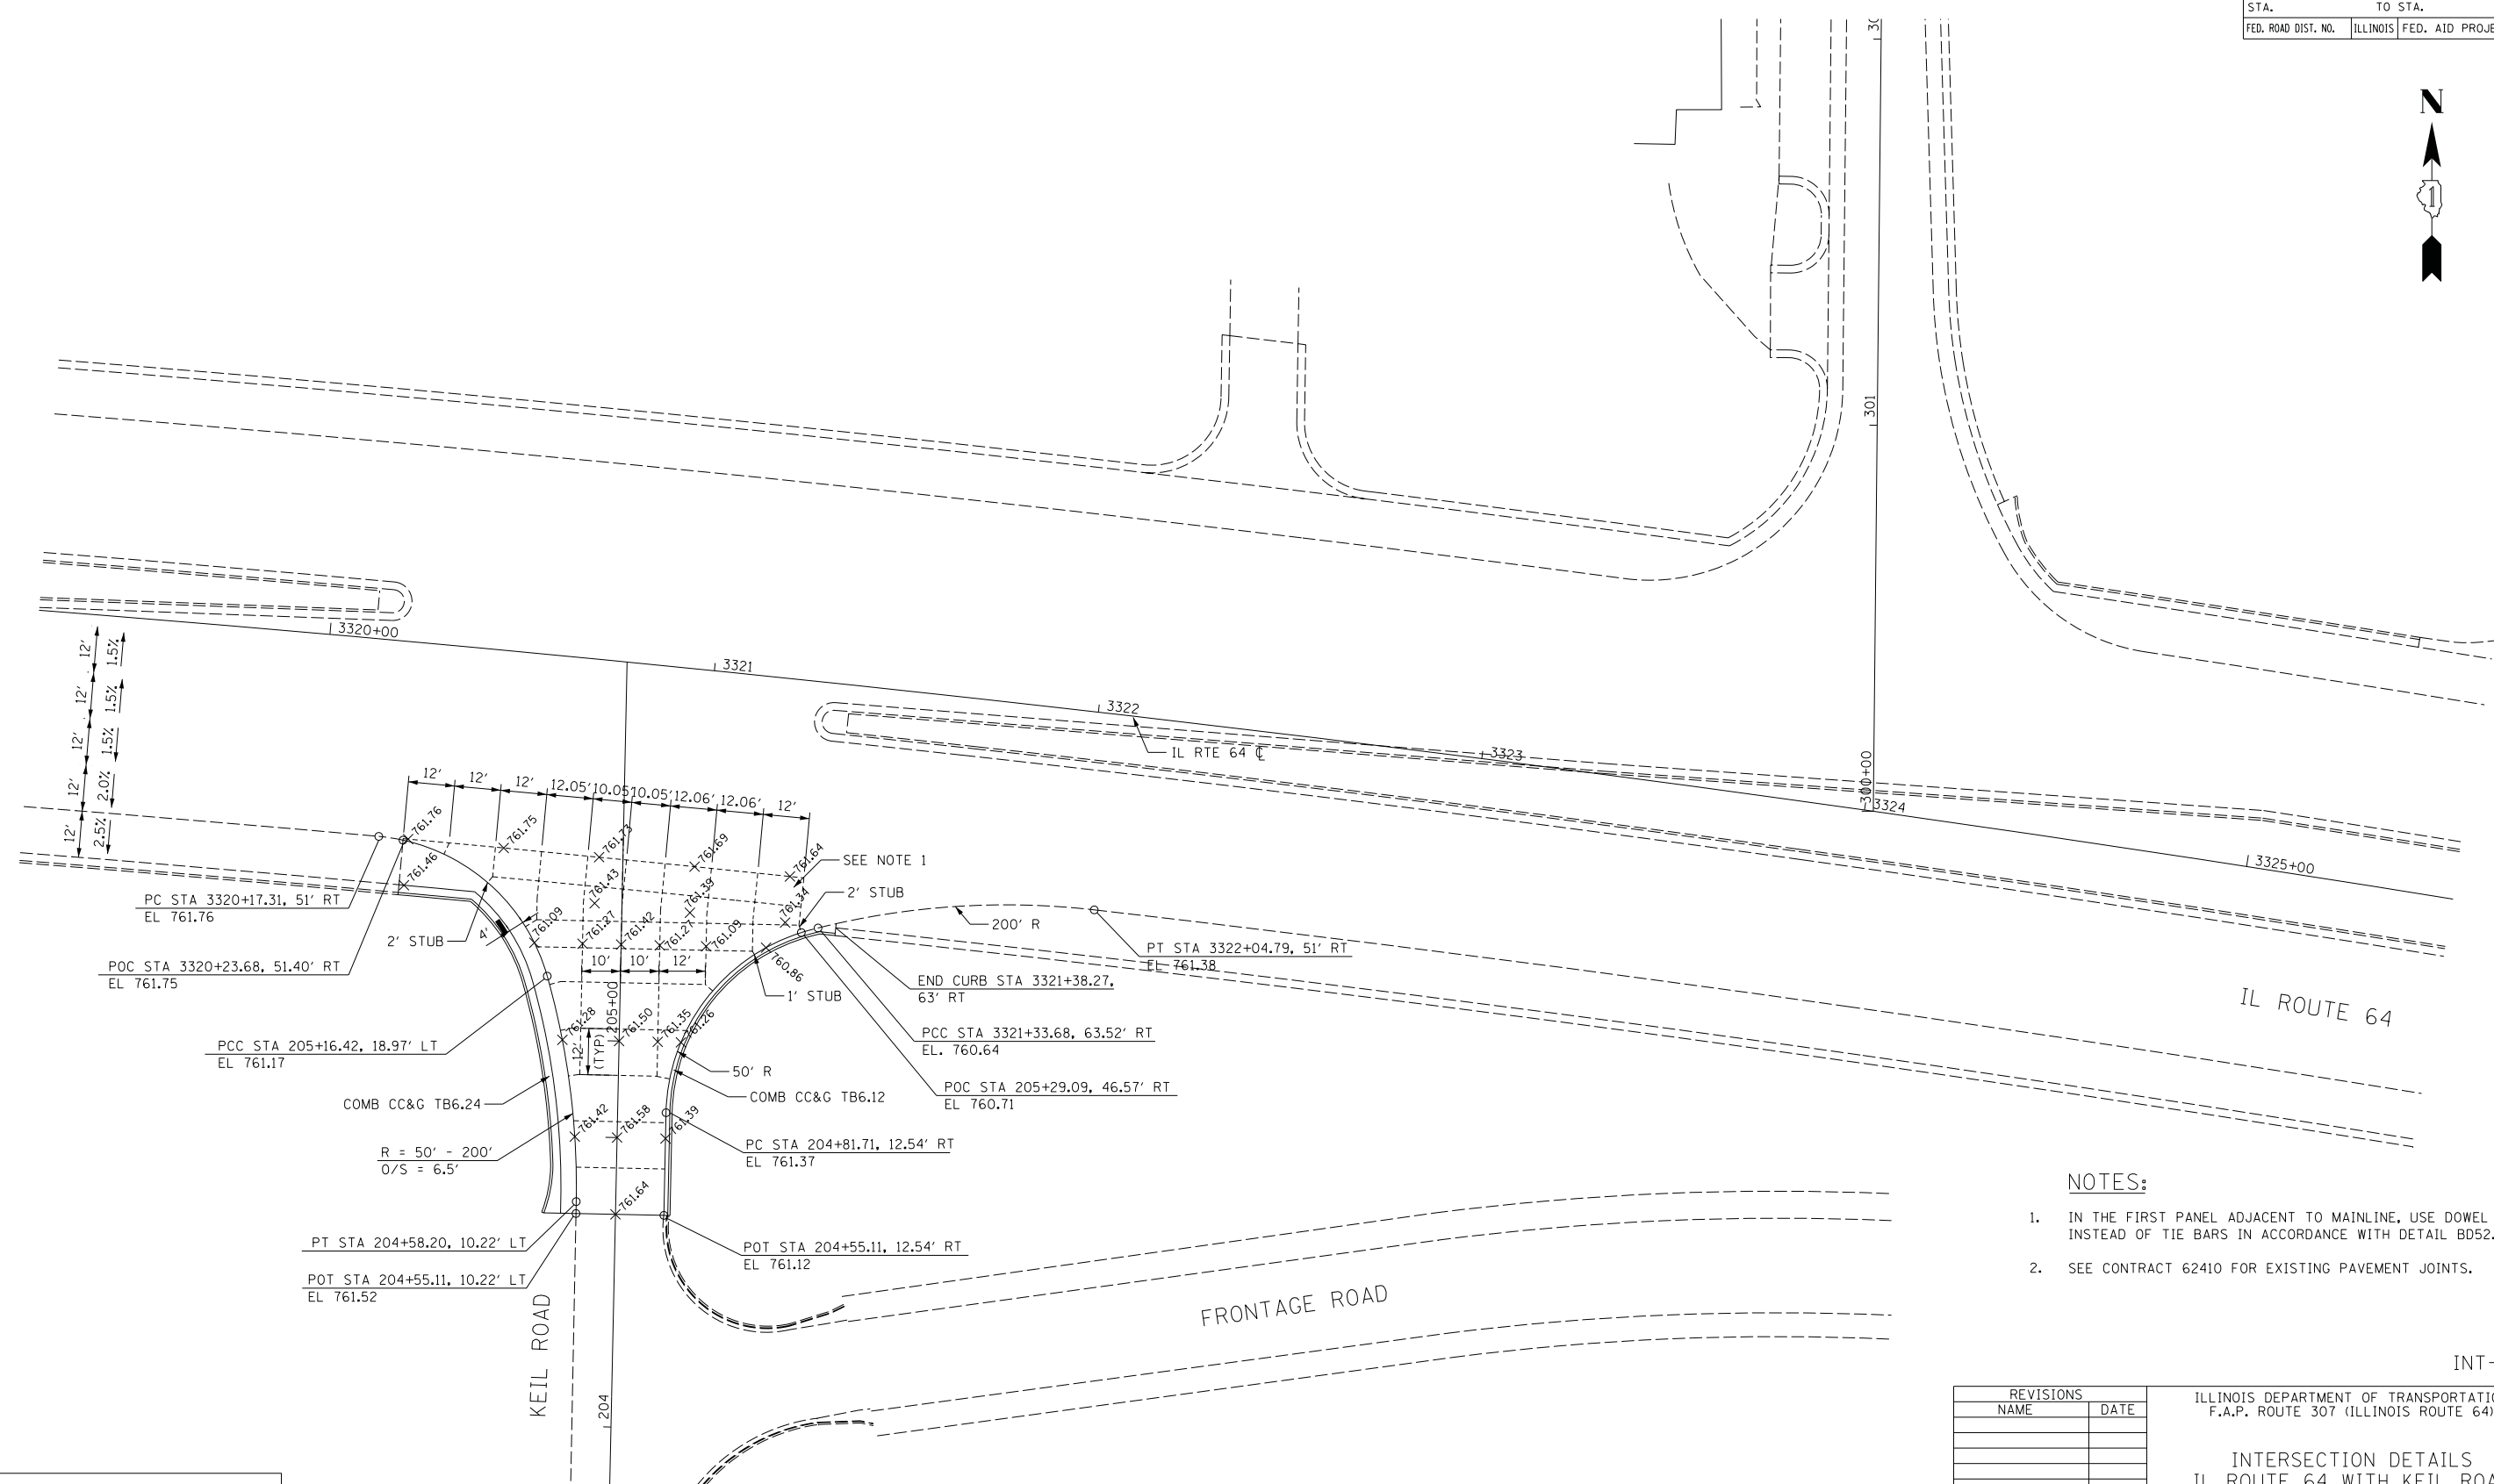 STA. TO STA.
FED. ROAD DIST. NO. ILLINOIS FED. AID PROJE
N
1
301
3320+00
3321
3322
IL RTE 64 ℄
3323
300+00
3324
3325+00
12' 12' 12' 12' 12'
1.5% 1.5% 1.5% 2.0% 2.5%
12' 12' 12' 12.05' 10.05' 10.05' 12.06' 12.06' 12'
761.76
761.75
761.73
761.69
761.64
761.46
761.43
761.39
761.34
SEE NOTE 1
2' STUB
200' R
PC STA 3320+17.31, 51' RT
EL 761.76
2' STUB
4'
761.09
761.27
761.42
761.27
761.09
760.86
PT STA 3322+04.79, 51' RT
EL 761.38
POC STA 3320+23.68, 51.40' RT
EL 761.75
10' 10' 12'
1' STUB
END CURB STA 3321+38.27,
63' RT
205+00
761.28
761.50
761.35
761.26
12'
(TYP)
PCC STA 3321+33.68, 63.52' RT
EL. 760.64
PCC STA 205+16.42, 18.97' LT
EL 761.17
50' R
COMB CC&G TB6.24
COMB CC&G TB6.12
POC STA 205+29.09, 46.57' RT
EL 760.71
761.42
761.58
761.39
R = 50' - 200'
O/S = 6.5'
PC STA 204+81.71, 12.54' RT
EL 761.37
761.64
PT STA 204+58.20, 10.22' LT
POT STA 204+55.11, 12.54' RT
EL 761.12
POT STA 204+55.11, 10.22' LT
EL 761.52
KEIL ROAD
204
FRONTAGE ROAD
IL ROUTE 64
NOTES:
1. IN THE FIRST PANEL ADJACENT TO MAINLINE, USE DOWEL
INSTEAD OF TIE BARS IN ACCORDANCE WITH DETAIL BD52.
2. SEE CONTRACT 62410 FOR EXISTING PAVEMENT JOINTS.
INT-
REVISIONS
NAME DATE
ILLINOIS DEPARTMENT OF TRANSPORTATIO
F.A.P. ROUTE 307 (ILLINOIS ROUTE 64)
INTERSECTION DETAILS
IL ROUTE 64 WITH KEIL ROA